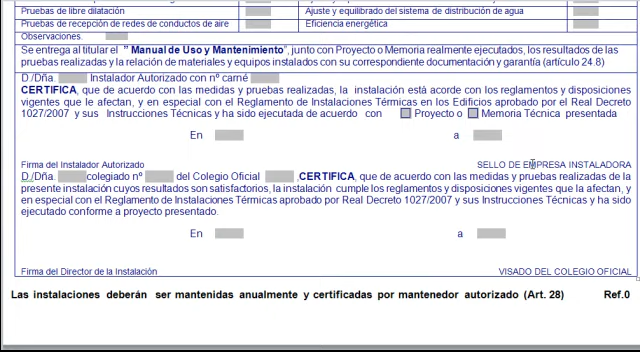 Pruebas de libre dilatación Ajuste y equilibrado del sistema de distribución de agua
Pruebas de recepción de redes de conductos de aire Eficiencia energética
Observaciones.
Se entrega al titular el " Manual de Uso y Mantenimiento", junto con Proyecto o Memoria realmente ejecutados, los resultados de las
pruebas realizadas y la relación de materiales y equipos instalados con su correspondiente documentación y garantía (artículo 24.8)
D./Dña. Instalador Autorizado con nº carné
CERTIFICA, que de acuerdo con las medidas y pruebas realizadas, la instalación está acorde con los reglamentos y disposiciones
vigentes que le afectan, y en especial con el Reglamento de Instalaciones Térmicas en los Edificios aprobado por el Real Decreto
1027/2007 y sus Instrucciones Técnicas y ha sido ejecutada de acuerdo con Proyecto o Memoria Técnica presentada
En a
Firma del Instalador Autorizado SELLO DE EMPRESA INSTALADORA
D./Dña. colegiado nº del Colegio Oficial ,CERTIFICA, que de acuerdo con las medidas y pruebas realizadas de la
presente instalación cuyos resultados son satisfactorios, la instalación cumple los reglamentos y disposiciones vigentes que la afectan, y
en especial con el Reglamento de Instalaciones Térmicas aprobado por Real Decreto 1027/2007 y sus Instrucciones Técnicas y ha sido
ejecutado conforme a proyecto presentado.
En a
Firma del Director de la Instalación VISADO DEL COLEGIO OFICIAL
Las instalaciones deberán ser mantenidas anualmente y certificadas por mantenedor autorizado (Art. 28) Ref.0